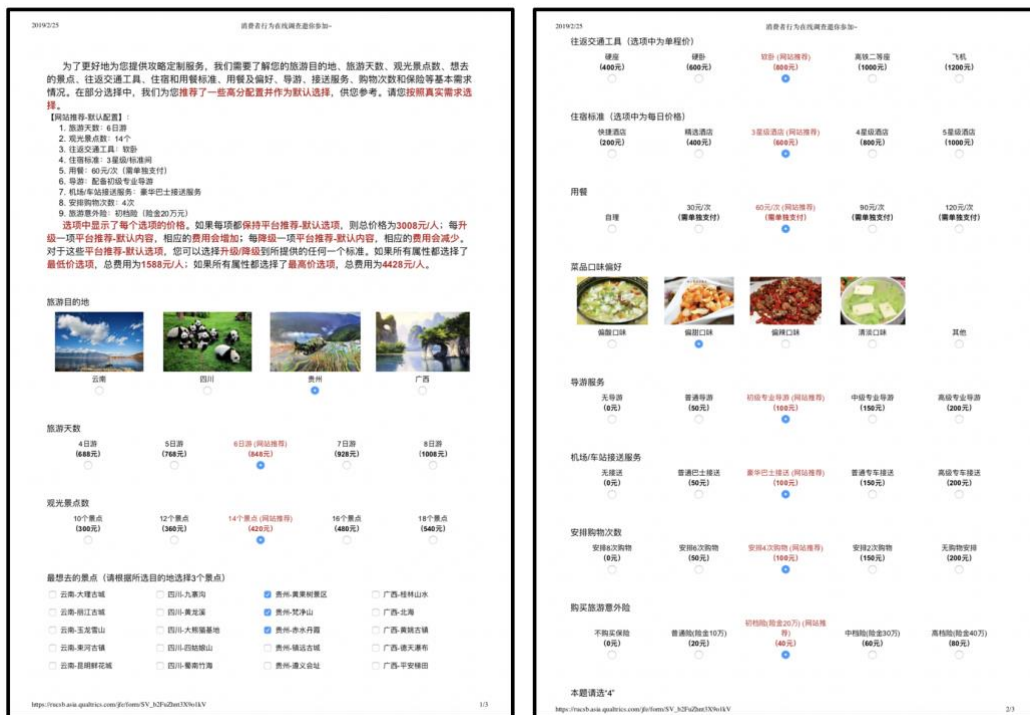 2019/2/25 消费者行为在线调查邀你参加~
为了更好地为您提供攻略定制服务，我们需要了解您的旅游目的地、旅游天数、观光景点数、想去
的景点、往返交通工具、住宿和用餐标准、用餐及偏好、导游、接送服务、购物次数和保险等基本需求
情况。在部分选择中，我们为您推荐了一些高分配置并作为默认选择，供您参考。请您按照真实需求选
择。
【网站推荐-默认配置】：
1. 旅游天数：6日游
2. 观光景点数：14个
3. 往返交通工具：软卧
4. 住宿标准：3星级/标准间
5. 用餐：60元/次（需单独支付）
6. 导游：配备初级专业导游
7. 机场/车站接送服务：豪华巴士接送服务
8. 安排购物次数：4次
9. 旅游意外险：初档险（险金20万元）
选项中显示了每个选项的价格。如果每项都保持平台推荐-默认选项，则总价格为3008元/人；每升
级一项平台推荐-默认内容，相应的费用会增加；每降级一项平台推荐-默认内容，相应的费用会减少。
对于这些平台推荐-默认选项，您可以选择升级/降级到所提供的任何一个标准。如果所有属性都选择了
最低价选项，总费用为1588元/人；如果所有属性都选择了最高价选项，总费用为4428元/人。
旅游目的地
云南 四川 贵州 广西
旅游天数
4日游 5日游 6日游 (网站推荐) 7日游 8日游
(688元) (768元) (848元) (928元) (1008元)
观光景点数
10个景点 12个景点 14个景点 (网站推荐) 16个景点 18个景点
(300元) (360元) (420元) (480元) (540元)
最想去的景点（请根据所选目的地选择3个景点）
云南-大理古城 四川-九寨沟 贵州-黄果树景区 广西-桂林山水
云南-丽江古城 四川-黄龙溪 贵州-梵净山 广西-北海
云南-玉龙雪山 四川-大熊猫基地 贵州-赤水丹霞 广西-黄姚古镇
云南-束河古镇 四川-四姑娘山 贵州-镇远古城 广西-德天瀑布
云南-昆明鲜花城 四川-蜀南竹海 贵州-遵义会址 广西-平安梯田
https://rucsb.asia.qualtrics.com/jfe/form/SV_b2FuZhnt3X9o1kV 1/3
2019/2/25 消费者行为在线调查邀你参加~
往返交通工具（选项中为单程价）
硬座 硬卧 软卧 (网站推荐) 高铁二等座 飞机
(400元) (600元) (800元) (1000元) (1200元)
住宿标准（选项中为每日价格）
快捷酒店 精选酒店 3星级酒店 (网站推荐) 4星级酒店 5星级酒店
(200元) (400元) (600元) (800元) (1000元)
用餐
自理 30元/次 60元/次 (网站推荐) 90元/次 120元/次
(需单独支付) (需单独支付) (需单独支付) (需单独支付)
菜品口味偏好
偏酸口味 偏甜口味 偏辣口味 清淡口味 其他
导游服务
无导游 普通导游 初级专业导游 (网站推荐) 中级专业导游 高级专业导游
(0元) (50元) (100元) (150元) (200元)
机场/车站接送服务
无接送 普通巴士接送 豪华巴士接送 (网站推荐) 普通专车接送 高级专车接送
(0元) (50元) (100元) (150元) (200元)
安排购物次数
安排8次购物 安排6次购物 安排4次购物 (网站推荐) 安排2次购物 无购物安排
(0元) (50元) (100元) (150元) (200元)
购买旅游意外险
不购买保险 普通险(险金10万) 初档险(险金20万) (网站推荐) 中档险(险金30万) 高档险(险金40万)
(0元) (20元) (40元) (60元) (80元)
本题请选“4”
https://rucsb.asia.qualtrics.com/jfe/form/SV_b2FuZhnt3X9o1kV 2/3